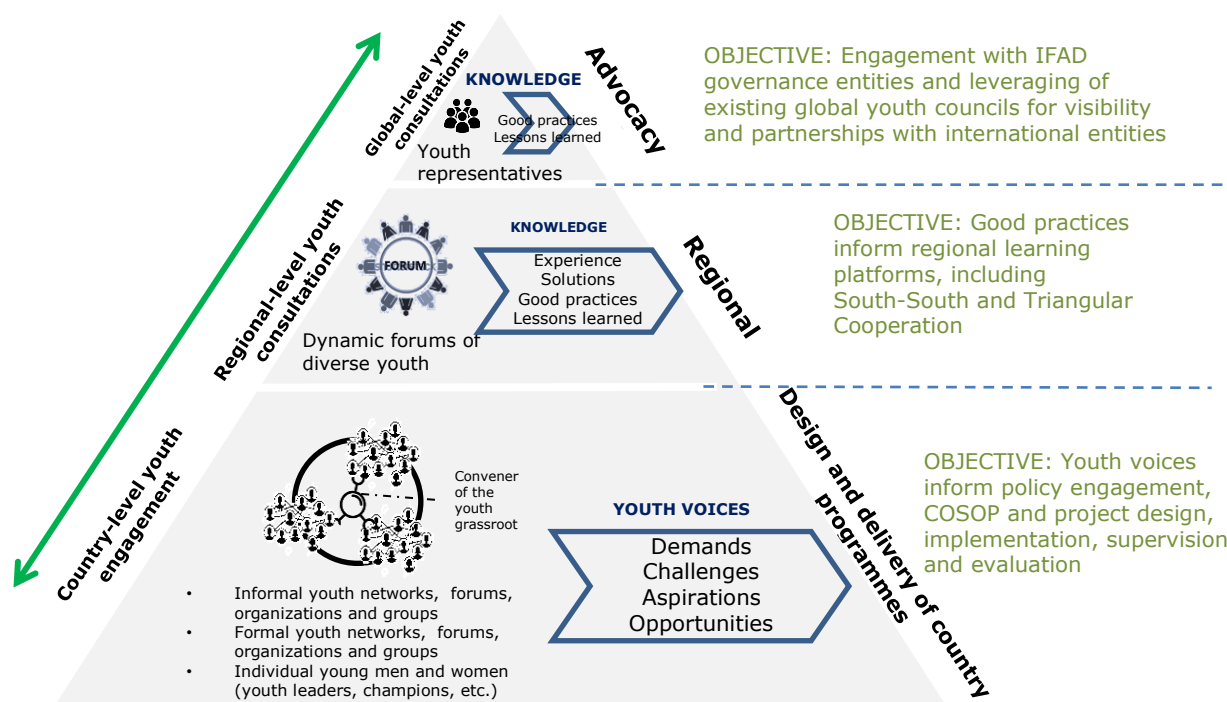 Global-level youth
consultations
KNOWLEDGE
Good practices
Lessons learned
Youth
representatives
Advocacy
OBJECTIVE: Engagement with IFAD
governance entities and leveraging of
existing global youth councils for visibility
and partnerships with international entities
Regional-level youth
consultations
FORUM
Dynamic forums of
diverse youth
KNOWLEDGE
Experience
Solutions
Good practices
Lessons learned
Regional
OBJECTIVE: Good practices
inform regional learning
platforms, including
South-South and Triangular
Cooperation
Country-level youth
engagement
Convener
of the
youth
grassroot
• Informal youth networks, forums,
organizations and groups
• Formal youth networks, forums,
organizations and groups
• Individual young men and women
(youth leaders, champions, etc.)
YOUTH VOICES
Demands
Challenges
Aspirations
Opportunities
Design and delivery of country
programmes
OBJECTIVE: Youth voices
inform policy engagement,
COSOP and project design,
implementation, supervision
and evaluation